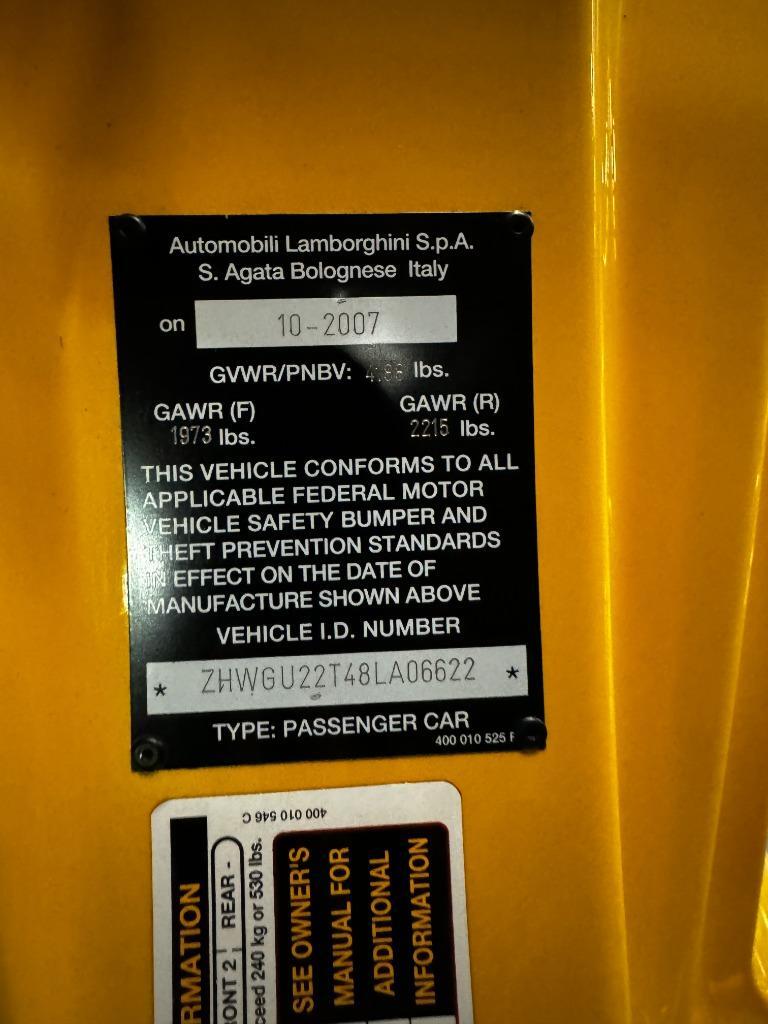 Automobili Lamborghini S.p.A.
S. Agata Bolognese Italy
on 10-2007
GVWR/PNBV: lbs.
GAWR (F) GAWR (R)
1973 lbs. 2215 lbs.
THIS VEHICLE CONFORMS TO ALL
APPLICABLE FEDERAL MOTOR
VEHICLE SAFETY BUMPER AND
THEFT PREVENTION STANDARDS
IN EFFECT ON THE DATE OF
MANUFACTURE SHOWN ABOVE
VEHICLE I.D. NUMBER
* ZHWGU22T48LA06622 *
TYPE: PASSENGER CAR
400 010 525 F
400 010 546 C
RMATION
ONT 2 REAR -
ceed 240 kg or 530 lbs.
SEE OWNER'S
MANUAL FOR
ADDITIONAL
INFORMATION